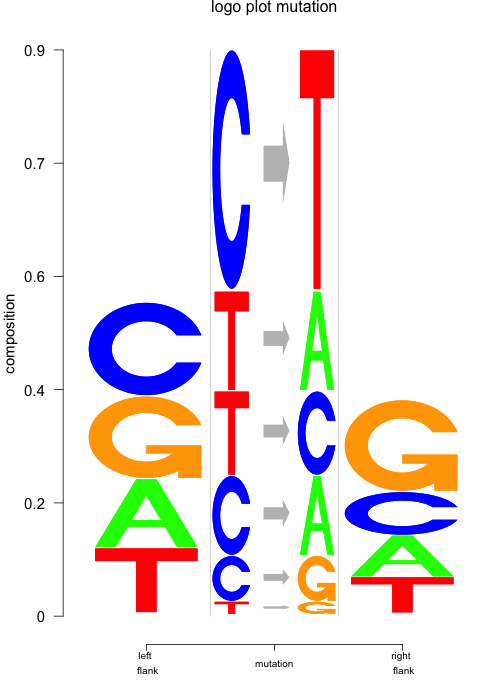 logo plot mutation
0.9
0.7
0.6
0.4
0.2
0
composition
C
G
A
T
C T
T A
T C
C A
C G
T G
G
C
A
T
left
flank
mutation
right
flank